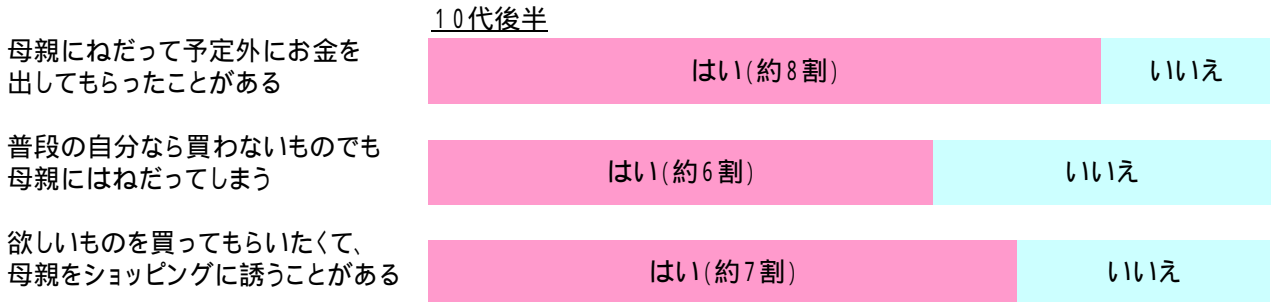 10代後半
母親にねだって予定外にお金を
出してもらったことがある
はい(約8割)
いいえ
普段の自分なら買わないものでも
母親にはねだってしまう
はい(約6割)
いいえ
欲しいものを買ってもらいたくて、
母親をショッピングに誘うことがある
はい(約7割)
いいえ